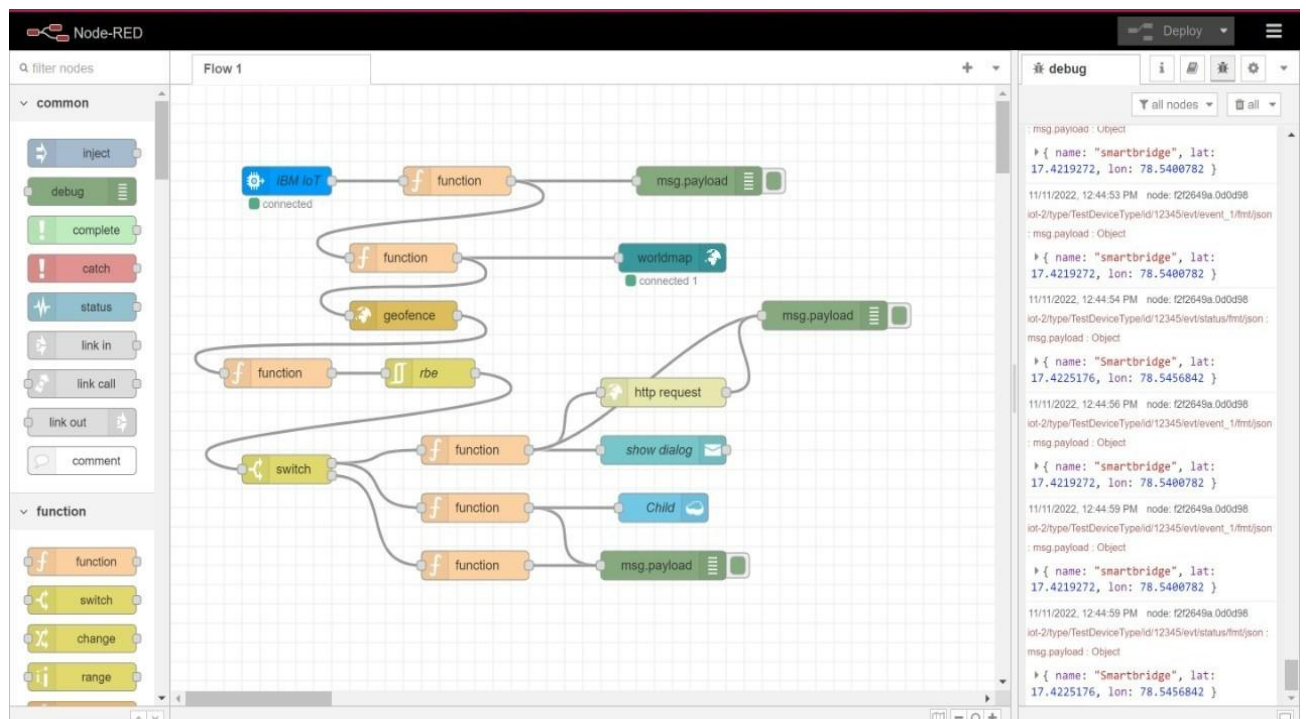 Node-RED
Deploy
filter nodes
Flow 1
debug
i
common
all nodes
all
inject
debug
complete
catch
status
link in
link call
link out
comment
function
function
switch
change
range
IBM IoT
connected
function
msg.payload
function
worldmap
connected 1
geofence
msg.payload
function
rbe
http request
function
show dialog
switch
function
Child
function
msg.payload
: msg.payload : Object
{ name: "smartbridge", lat:
17.4219272, lon: 78.5400782 }
11/11/2022, 12:44:53 PM node: f2f2649a.0d0d98
iot-2/type/TestDeviceType/id/12345/evt/event_1/fmt/json
: msg.payload : Object
{ name: "smartbridge", lat:
17.4219272, lon: 78.5400782 }
11/11/2022, 12:44:54 PM node: f2f2649a.0d0d98
iot-2/type/TestDeviceType/id/12345/evt/status/fmt/json :
msg.payload : Object
{ name: "Smartbridge", lat:
17.4225176, lon: 78.5456842 }
11/11/2022, 12:44:56 PM node: f2f2649a.0d0d98
iot-2/type/TestDeviceType/id/12345/evt/event_1/fmt/json
: msg.payload : Object
{ name: "smartbridge", lat:
17.4219272, lon: 78.5400782 }
11/11/2022, 12:44:59 PM node: f2f2649a.0d0d98
iot-2/type/TestDeviceType/id/12345/evt/event_1/fmt/json
: msg.payload : Object
{ name: "smartbridge", lat:
17.4219272, lon: 78.5400782 }
11/11/2022, 12:44:59 PM node: f2f2649a.0d0d98
iot-2/type/TestDeviceType/id/12345/evt/status/fmt/json :
msg.payload : Object
{ name: "Smartbridge", lat:
17.4225176, lon: 78.5456842 }